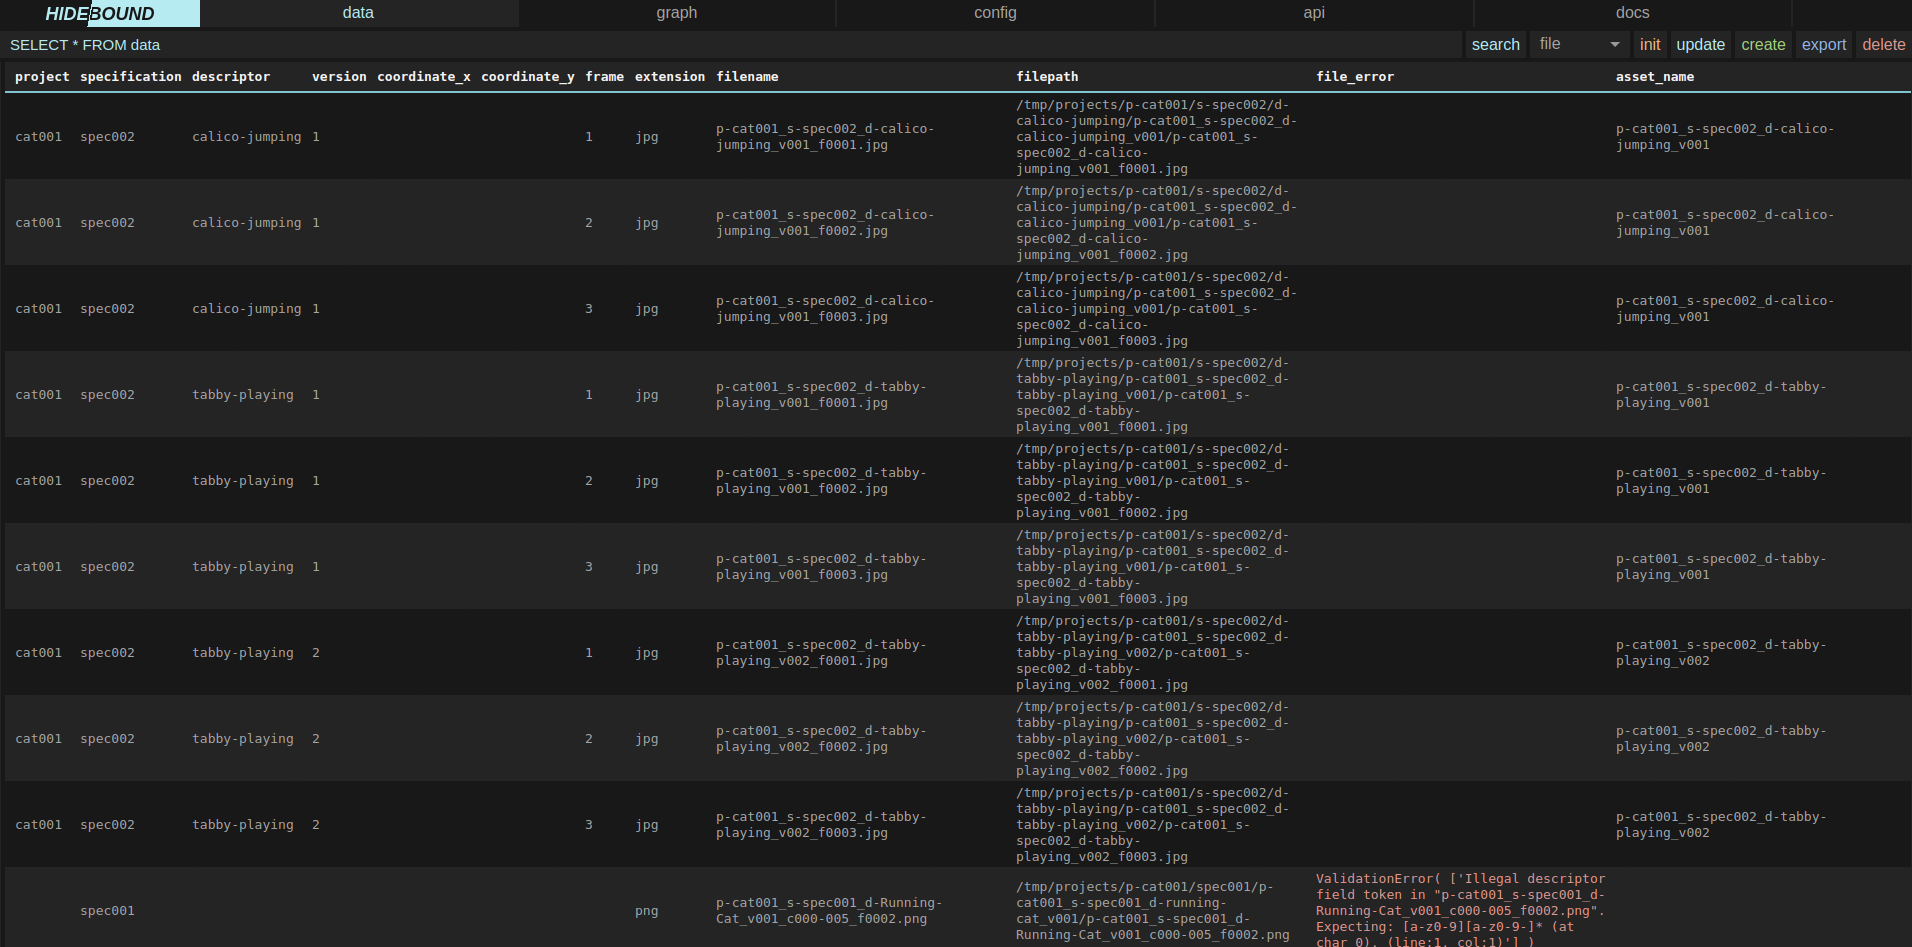 HIDEBOUND data graph config api docs
SELECT * FROM data search file init update create export delete
project specification descriptor version coordinate_x coordinate_y frame extension filename filepath file_error asset_name
/tmp/projects/p-cat001/s-spec002/d-
calico-jumping/p-cat001_s-spec002_d-
cat001 spec002 calico-jumping 1 1 jpg p-cat001_s-spec002_d-calico-
jumping_v001_f0001.jpg calico-jumping_v001/p-cat001_s- p-cat001_s-spec002_d-calico-
jumping_v001
spec002_d-calico-
jumping_v001_f0001.jpg
/tmp/projects/p-cat001/s-spec002/d-
calico-jumping/p-cat001_s-spec002_d-
cat001 spec002 calico-jumping 1 2 jpg p-cat001_s-spec002_d-calico-
jumping_v001_f0002.jpg calico-jumping_v001/p-cat001_s- p-cat001_s-spec002_d-calico-
jumping_v001
spec002_d-calico-
jumping_v001_f0002.jpg
/tmp/projects/p-cat001/s-spec002/d-
calico-jumping/p-cat001_s-spec002_d-
cat001 spec002 calico-jumping 1 3 jpg p-cat001_s-spec002_d-calico-
jumping_v001_f0003.jpg calico-jumping_v001/p-cat001_s- p-cat001_s-spec002_d-calico-
jumping_v001
spec002_d-calico-
jumping_v001_f0003.jpg
/tmp/projects/p-cat001/s-spec002/d-
tabby-playing/p-cat001_s-spec002_d-
cat001 spec002 tabby-playing 1 1 jpg p-cat001_s-spec002_d-tabby-
playing_v001_f0001.jpg tabby-playing_v001/p-cat001_s- p-cat001_s-spec002_d-tabby-
playing_v001
spec002_d-tabby-
playing_v001_f0001.jpg
/tmp/projects/p-cat001/s-spec002/d-
tabby-playing/p-cat001_s-spec002_d-
cat001 spec002 tabby-playing 1 2 jpg p-cat001_s-spec002_d-tabby-
playing_v001_f0002.jpg tabby-playing_v001/p-cat001_s- p-cat001_s-spec002_d-tabby-
playing_v001
spec002_d-tabby-
playing_v001_f0002.jpg
/tmp/projects/p-cat001/s-spec002/d-
tabby-playing/p-cat001_s-spec002_d-
cat001 spec002 tabby-playing 1 3 jpg p-cat001_s-spec002_d-tabby-
playing_v001_f0003.jpg tabby-playing_v001/p-cat001_s- p-cat001_s-spec002_d-tabby-
playing_v001
spec002_d-tabby-
playing_v001_f0003.jpg
/tmp/projects/p-cat001/s-spec002/d-
tabby-playing/p-cat001_s-spec002_d-
cat001 spec002 tabby-playing 2 1 jpg p-cat001_s-spec002_d-tabby-
playing_v002_f0001.jpg tabby-playing_v002/p-cat001_s- p-cat001_s-spec002_d-tabby-
playing_v002
spec002_d-tabby-
playing_v002_f0001.jpg
/tmp/projects/p-cat001/s-spec002/d-
tabby-playing/p-cat001_s-spec002_d-
cat001 spec002 tabby-playing 2 2 jpg p-cat001_s-spec002_d-tabby-
playing_v002_f0002.jpg tabby-playing_v002/p-cat001_s- p-cat001_s-spec002_d-tabby-
playing_v002
spec002_d-tabby-
playing_v002_f0002.jpg
/tmp/projects/p-cat001/s-spec002/d-
tabby-playing/p-cat001_s-spec002_d-
cat001 spec002 tabby-playing 2 3 jpg p-cat001_s-spec002_d-tabby-
playing_v002_f0003.jpg tabby-playing_v002/p-cat001_s- p-cat001_s-spec002_d-tabby-
playing_v002
spec002_d-tabby-
playing_v002_f0003.jpg
spec001 png p-cat001_s-spec001_d-Running-
Cat_v001_c000-005_f0002.png
/tmp/projects/p-cat001/spec001/p-
cat001_s-spec001_d-running-
cat_v001/p-cat001_s-spec001_d-
Running-Cat_v001_c000-005_f0002.png
ValidationError( ['Illegal descriptor
field token in "p-cat001_s-spec001_d-
Running-Cat_v001_c000-005_f0002.png".
Expecting: [a-z0-9][a-z0-9-]* (at
char 0), (line:1, col:1)'] )